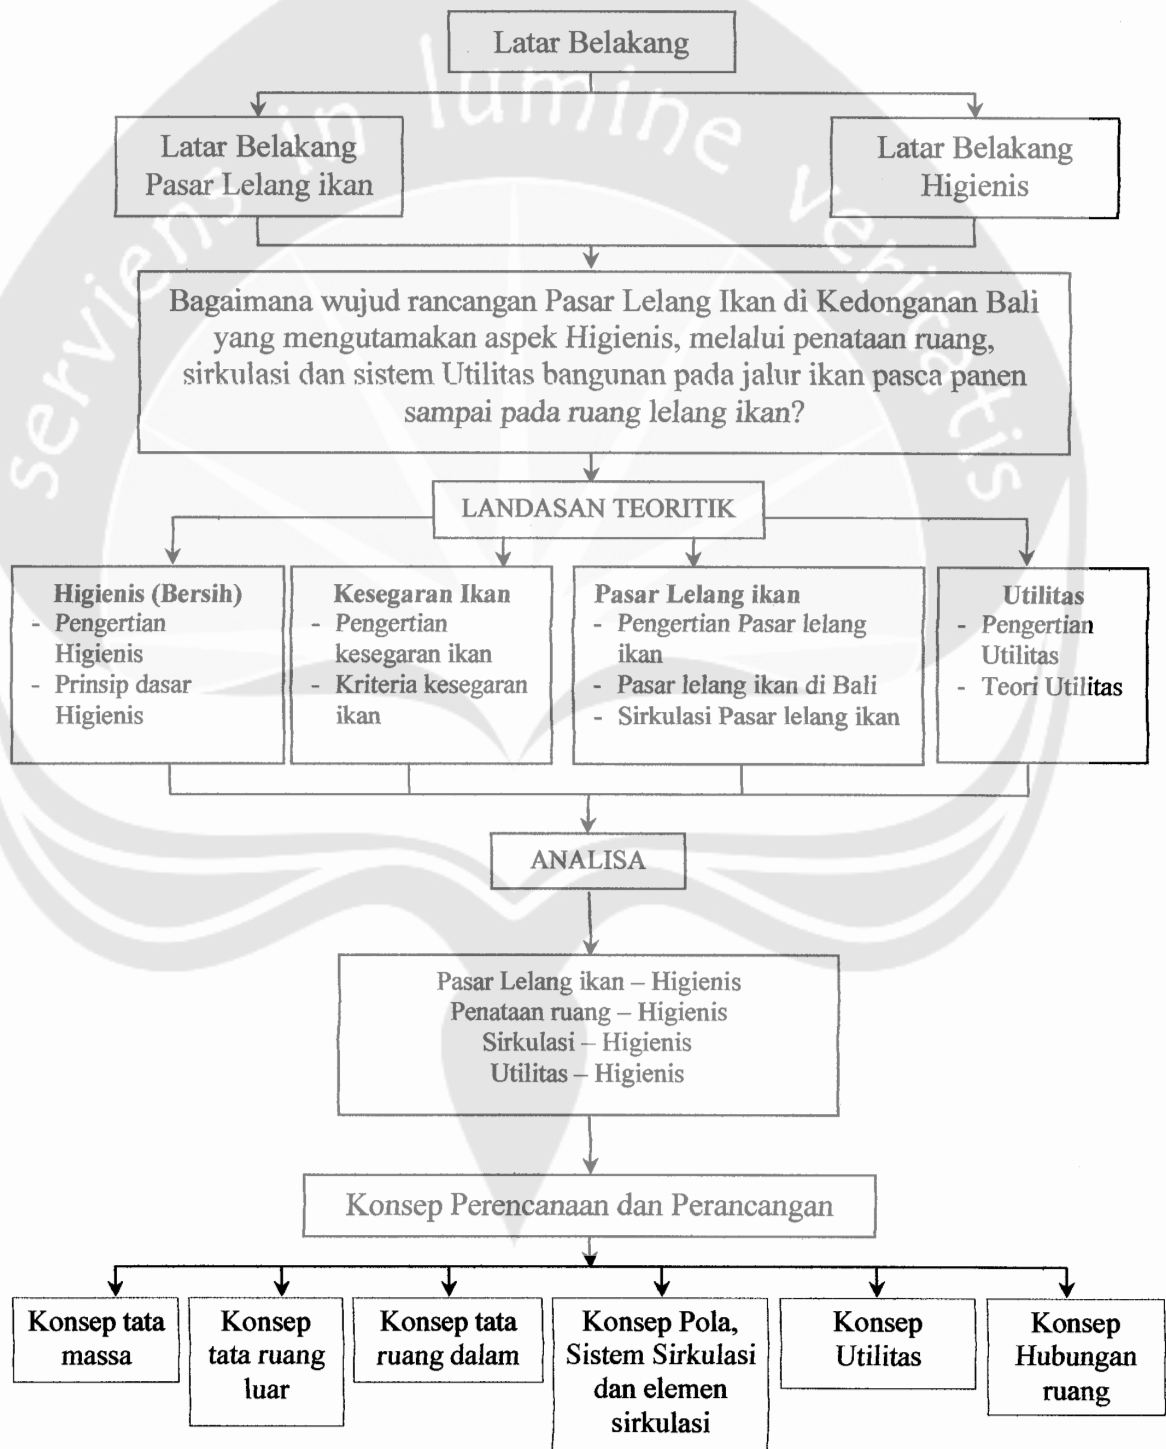 serviens in lumine veritatis
Latar Belakang
Latar Belakang
Pasar Lelang ikan
Latar Belakang
Higienis
Bagaimana wujud rancangan Pasar Lelang Ikan di Kedonganan Bali
yang mengutamakan aspek Higienis, melalui penataan ruang,
sirkulasi dan sistem Utilitas bangunan pada jalur ikan pasca panen
sampai pada ruang lelang ikan?
LANDASAN TEORITIK
Higienis (Bersih)
- Pengertian
Higienis
- Prinsip dasar
Higienis
Kesegaran Ikan
- Pengertian
kesegaran ikan
- Kriteria kesegaran
ikan
Pasar Lelang ikan
- Pengertian Pasar lelang
ikan
- Pasar lelang ikan di Bali
- Sirkulasi Pasar lelang ikan
Utilitas
- Pengertian
Utilitas
- Teori Utilitas
ANALISA
Pasar Lelang ikan – Higienis
Penataan ruang – Higienis
Sirkulasi – Higienis
Utilitas – Higienis
Konsep Perencanaan dan Perancangan
Konsep tata
massa
Konsep
tata ruang
luar
Konsep tata
ruang dalam
Konsep Pola,
Sistem Sirkulasi
dan elemen
sirkulasi
Konsep
Utilitas
Konsep
Hubungan
ruang